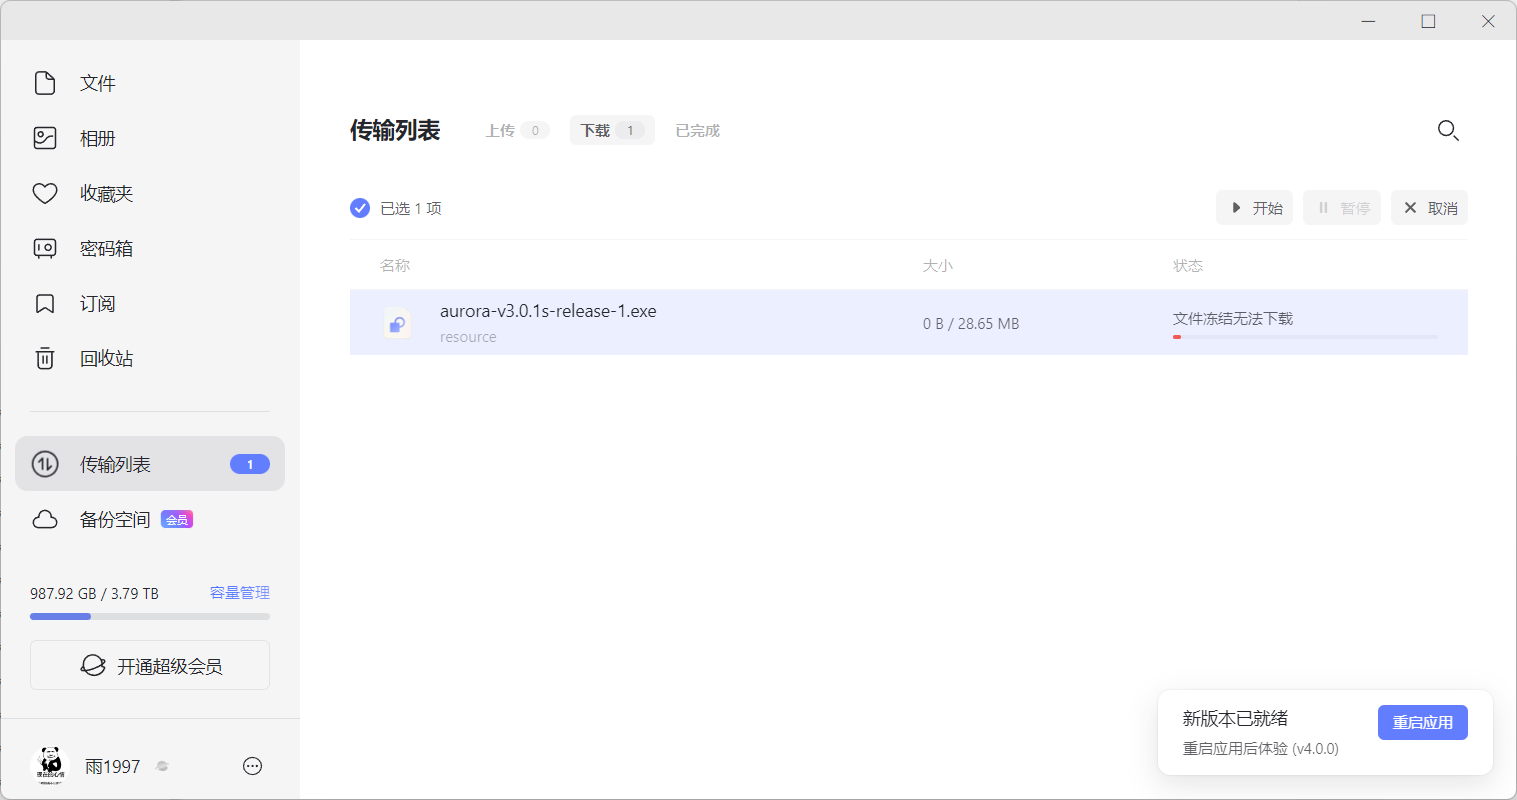 文件
相册
收藏夹
密码箱
订阅
回收站
传输列表 1
备份空间 会员
987.92 GB / 3.79 TB 容量管理
开通超级会员
雨1997
传输列表 上传 0 下载 1 已完成
已选 1 项 开始 暂停 取消
名称 大小 状态
aurora-v3.0.1s-release-1.exe
resource
0 B / 28.65 MB
文件冻结无法下载
新版本已就绪
重启应用后体验 (v4.0.0)
重启应用